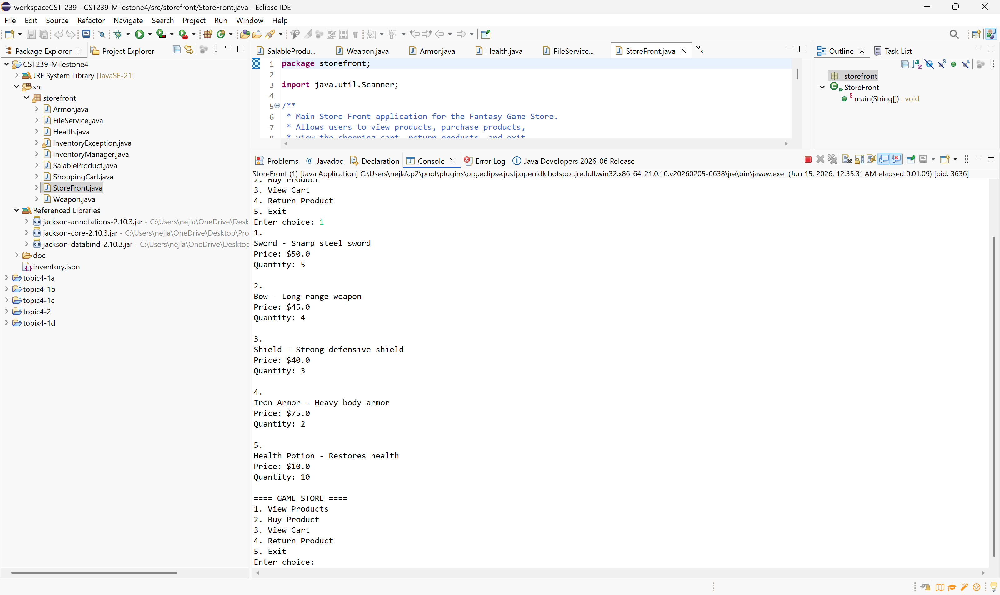 workspaceCST-239 - CST239-Milestone4/src/storefront/StoreFront.java - Eclipse IDE
File Edit Source Refactor Navigate Search Project Run Window Help
Package Explorer
Project Explorer
CST239-Milestone4
JRE System Library [JavaSE-21]
src
storefront
Armor.java
FileService.java
Health.java
InventoryException.java
InventoryManager.java
SalableProduct.java
ShoppingCart.java
StoreFront.java
Weapon.java
Referenced Libraries
jackson-annotations-2.10.3.jar - C:\Users\nejla\OneDrive\Desk
jackson-core-2.10.3.jar - C:\Users\nejla\OneDrive\Desktop\Pro
jackson-databind-2.10.3.jar - C:\Users\nejla\OneDrive\Desktop
doc
inventory.json
topic4-1a
topic4-1b
topic4-1c
topic4-2
topix4-1d
SalableProdu... Weapon.java Armor.java Health.java FileService... StoreFront.java »3
1 package storefront;
2
3 import java.util.Scanner;
4
5 /**
6 * Main Store Front application for the Fantasy Game Store.
7 * Allows users to view products, purchase products,
8 * view the shopping cart, return products, and exit
Outline Task List
storefront
StoreFront
main(String[]) : void
Problems Javadoc Declaration Console Error Log Java Developers 2026-06 Release
StoreFront (1) [Java Application] C:\Users\nejla\.p2\pool\plugins\org.eclipse.justj.openjdk.hotspot.jre.full.win32.x86_64_21.0.10.v20260205-0638\jre\bin\javaw.exe (Jun 15, 2026, 12:35:31 AM elapsed 0:01:09) [pid: 3636]
2. Buy Product
3. View Cart
4. Return Product
5. Exit
Enter choice: 1
1.
Sword - Sharp steel sword
Price: $50.0
Quantity: 5
2.
Bow - Long range weapon
Price: $45.0
Quantity: 4
3.
Shield - Strong defensive shield
Price: $40.0
Quantity: 3
4.
Iron Armor - Heavy body armor
Price: $75.0
Quantity: 2
5.
Health Potion - Restores health
Price: $10.0
Quantity: 10
==== GAME STORE ====
1. View Products
2. Buy Product
3. View Cart
4. Return Product
5. Exit
Enter choice: